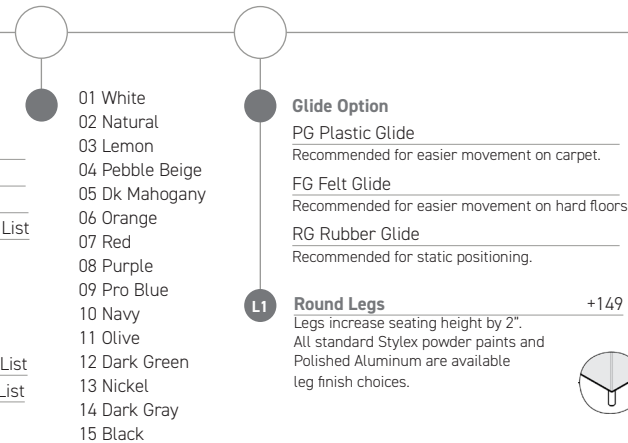 List
List
List
01 White
02 Natural
03 Lemon
04 Pebble Beige
05 Dk Mahogany
06 Orange
07 Red
08 Purple
09 Pro Blue
10 Navy
11 Olive
12 Dark Green
13 Nickel
14 Dark Gray
15 Black
Glide Option
PG Plastic Glide
Recommended for easier movement on carpet.
FG Felt Glide
Recommended for easier movement on hard floors
RG Rubber Glide
Recommended for static positioning.
L1 Round Legs +149
Legs increase seating height by 2”.
All standard Stylex powder paints and
Polished Aluminum are available
leg finish choices.